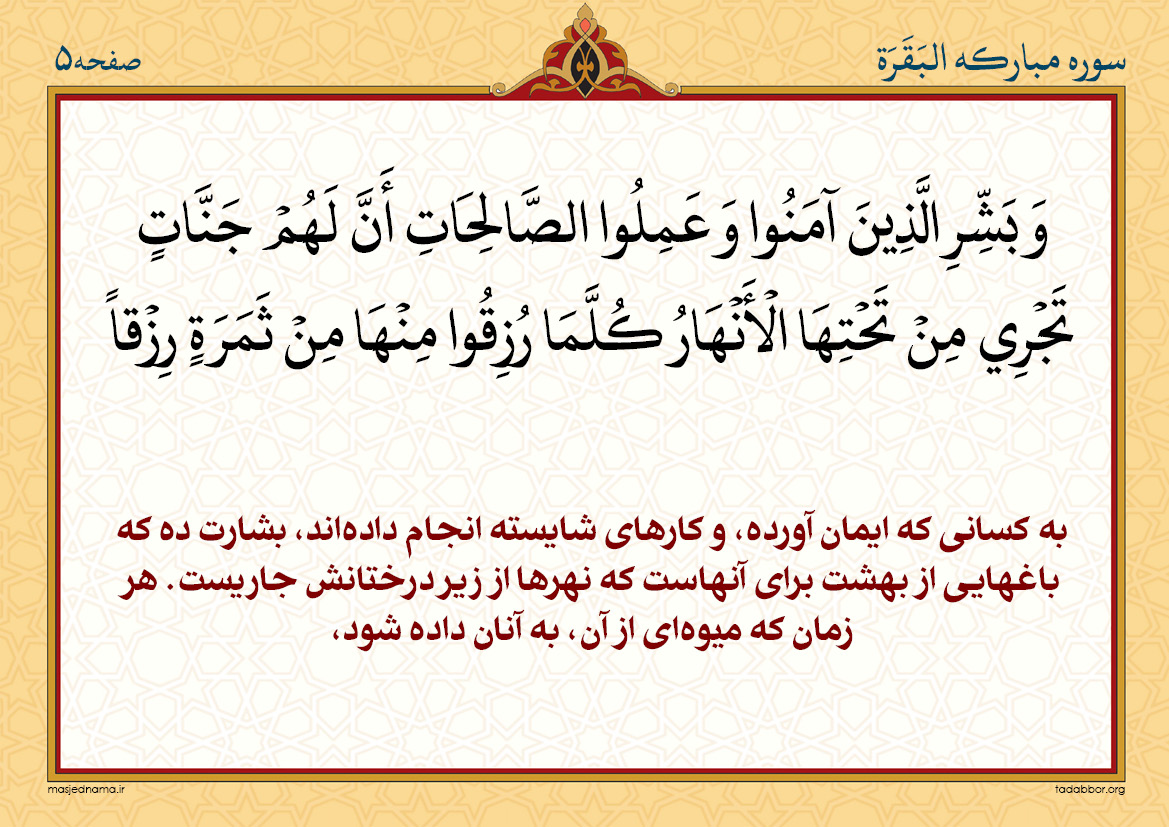 سوره مبارکه البَقَرَة
صفحه۵
وَ بَشِّرِ الَّذِينَ آمَنُوا وَ عَمِلُوا الصَّالِحَاتِ أَنَّ لَهُمْ جَنَّاتٍ
تَجْرِي مِنْ تَحْتِهَا الْأَنْهَارُ كُلَّمَا رُزِقُوا مِنْهَا مِنْ ثَمَرَةٍ رِزْقاً
به کسانی که ایمان آورده، و کارهای شایسته انجام داده‌اند، بشارت ده که
باغهایی از بهشت برای آنهاست که نهرها از زیر درختانش جاریست. هر
زمان که میوه‌ای از آن، به آنان داده شود،
masjednama.ir
tadabbor.org